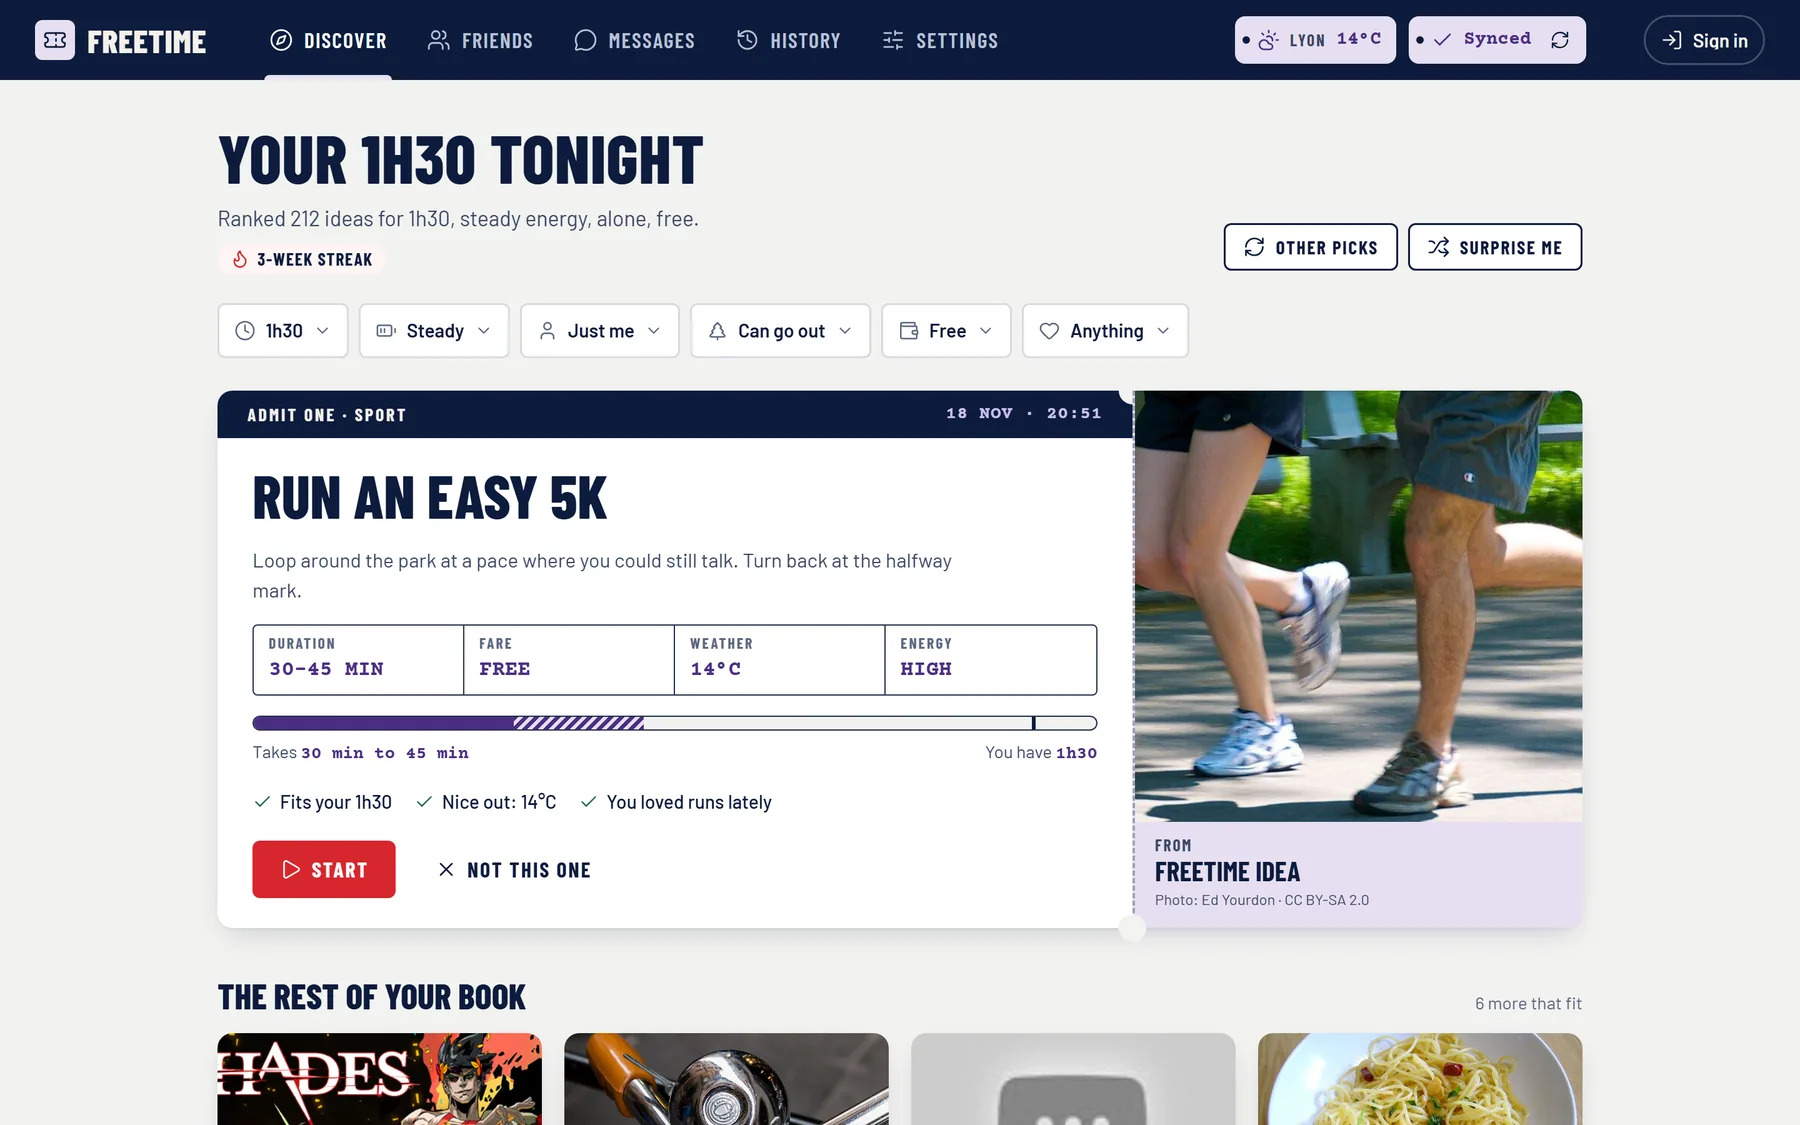 FREETIME
DISCOVER
FRIENDS
MESSAGES
HISTORY
SETTINGS
LYON 14°C
Synced
Sign in
YOUR 1H30 TONIGHT
Ranked 212 ideas for 1h30, steady energy, alone, free.
3-WEEK STREAK
OTHER PICKS
SURPRISE ME
1h30
Steady
Just me
Can go out
Free
Anything
ADMIT ONE · SPORT
18 NOV · 20:51
RUN AN EASY 5K
Loop around the park at a pace where you could still talk. Turn back at the halfway
mark.
DURATION
30–45 MIN
FARE
FREE
WEATHER
14°C
ENERGY
HIGH
Takes 30 min to 45 min
You have 1h30
Fits your 1h30
Nice out: 14°C
You loved runs lately
START
NOT THIS ONE
FROM
FREETIME IDEA
Photo: Ed Yourdon · CC BY-SA 2.0
THE REST OF YOUR BOOK
6 more that fit
HADES